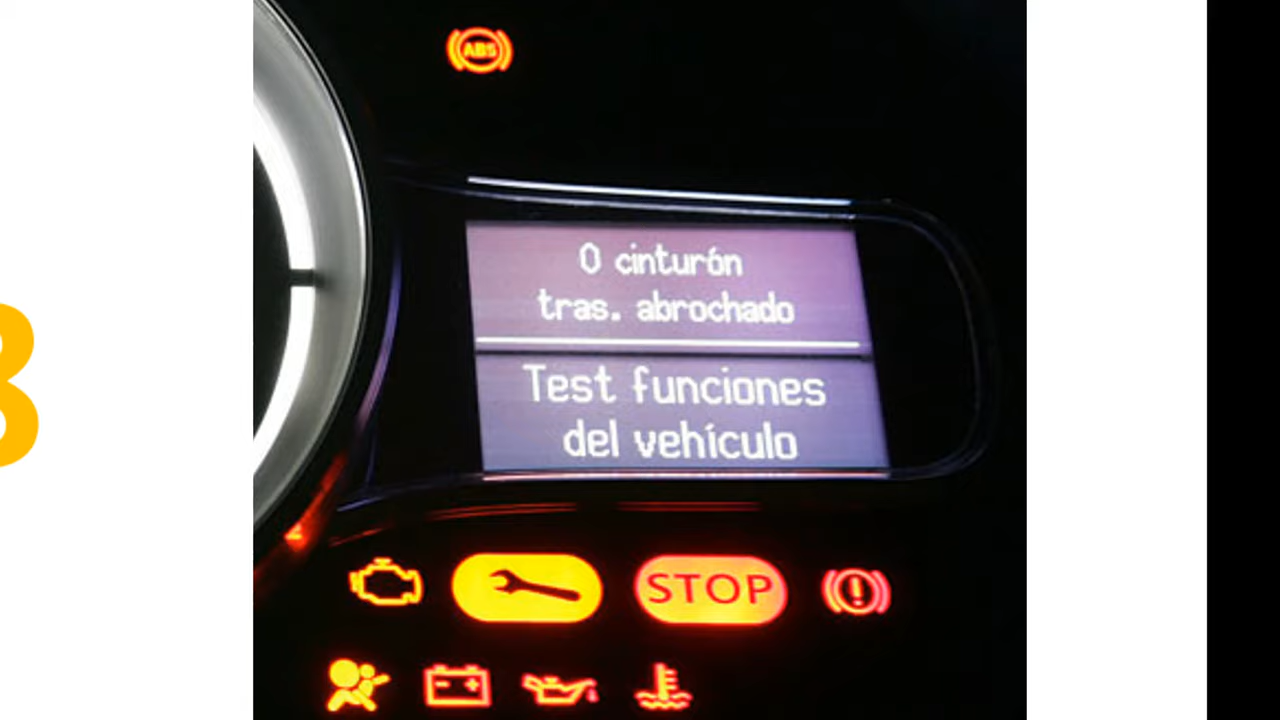 ABS
0 cinturón
tras. abrochado
Test funciones
del vehículo
STOP